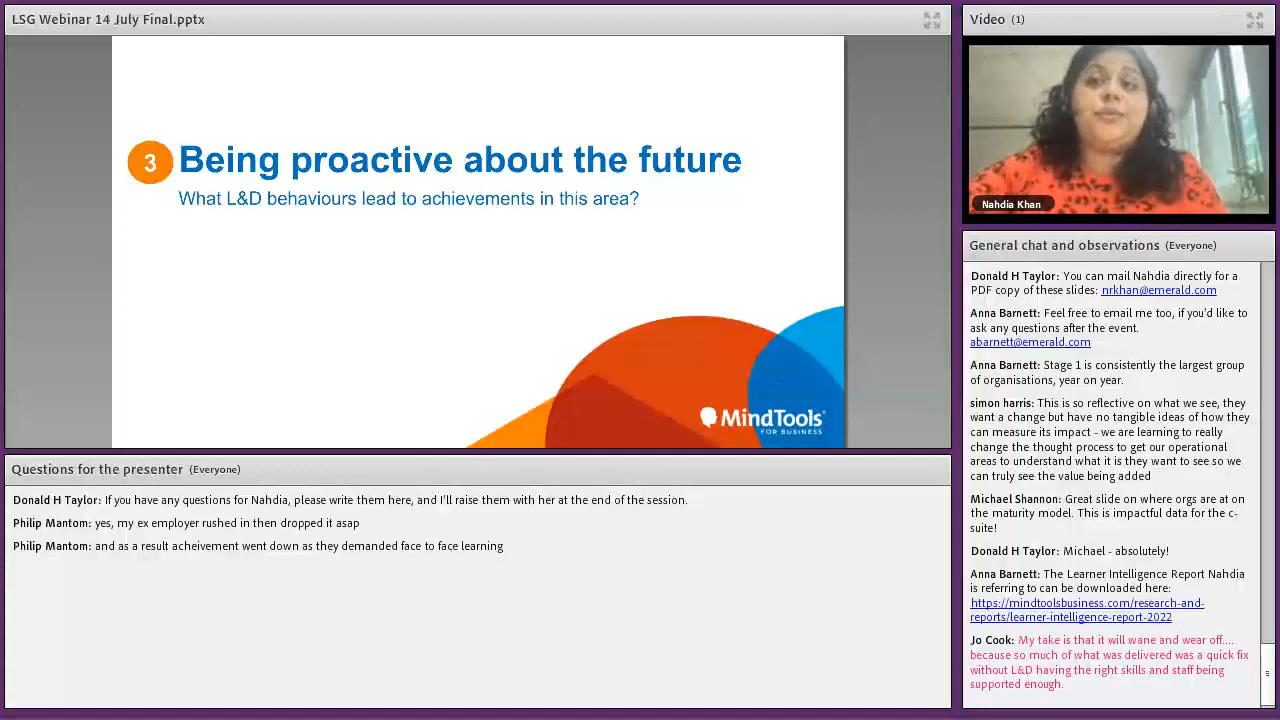 LSG Webinar 14 July Final.pptx
3 Being proactive about the future
What L&D behaviours lead to achievements in this area?
MindTools
FOR BUSINESS
Questions for the presenter (Everyone)
Donald H Taylor: If you have any questions for Nahdia, please write them here, and I'll raise them with her at the end of the session.
Philip Mantom: yes, my ex employer rushed in then dropped it asap
Philip Mantom: and as a result acheivement went down as they demanded face to face learning
Video (1)
Nahdia Khan
General chat and observations (Everyone)
Donald H Taylor: You can mail Nahdia directly for a
PDF copy of these slides: nrkhan@emerald.com
Anna Barnett: Feel free to email me too, if you'd like to
ask any questions after the event.
abarnett@emerald.com
Anna Barnett: Stage 1 is consistently the largest group
of organisations, year on year.
simon harris: This is so reflective on what we see, they
want a change but have no tangible ideas of how they
can measure its impact - we are learning to really
change the thought process to get our operational
areas to understand what it is they want to see so we
can truly see the value being added
Michael Shannon: Great slide on where orgs are at on
the maturity model. This is impactful data for the c-
suite!
Donald H Taylor: Michael - absolutely!
Anna Barnett: The Learner Intelligence Report Nahdia
is referring to can be downloaded here:
https://mindtoolsbusiness.com/research-and-
reports/learner-intelligence-report-2022
Jo Cook: My take is that it will wane and wear off....
because so much of what was delivered was a quick fix
without L&D having the right skills and staff being
supported enough.